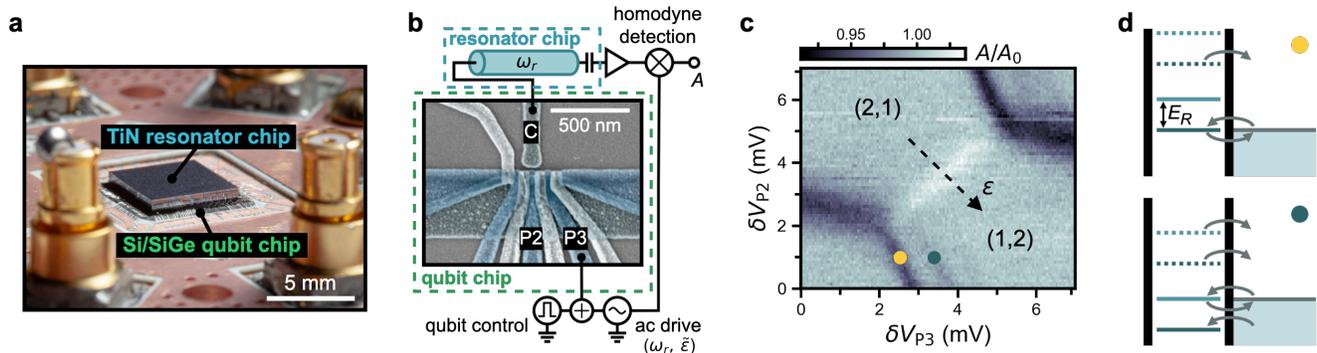 a
TiN resonator chip
Si/SiGe qubit chip
5 mm
b
homodyne
detection
resonator chip
ωr
A
C
500 nm
P2
P3
qubit chip
qubit control
ac drive
(ωr, ε̃)
c
0.95
1.00
A/A0
6
4
2
0
δVP2 (mV)
(2,1)
ε
(1,2)
0
2
4
6
δVP3 (mV)
d
ER